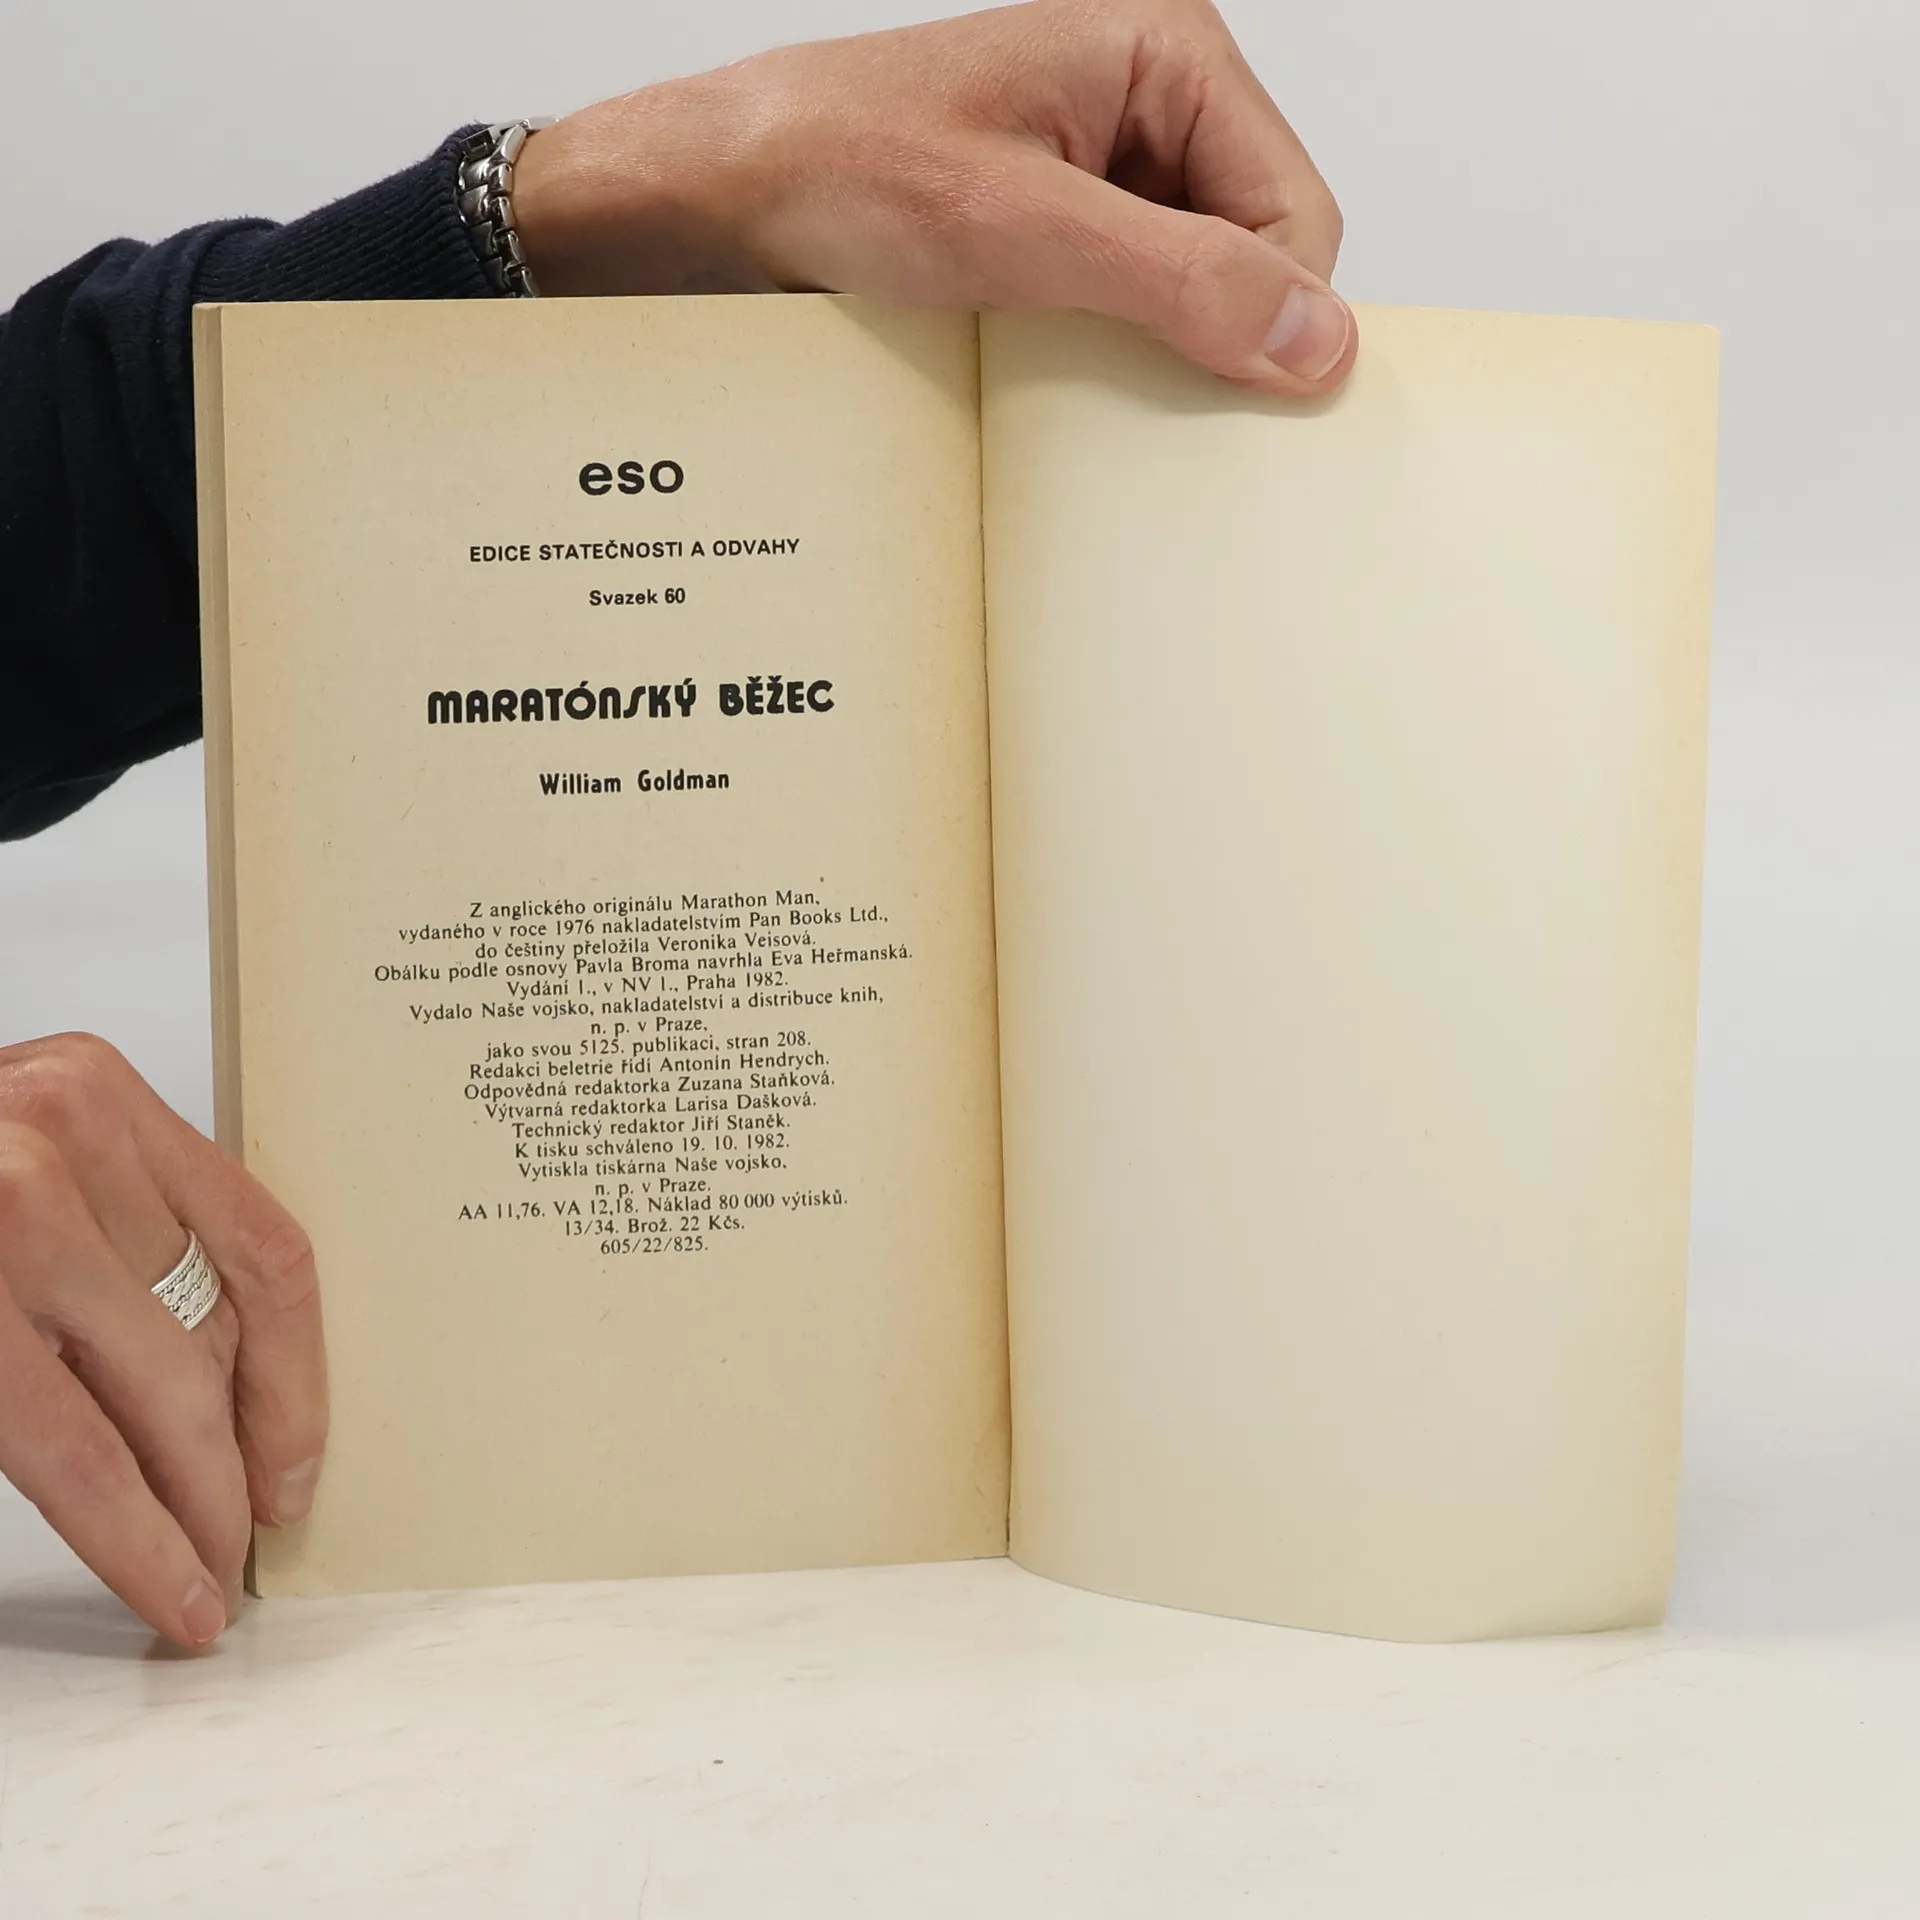 eso
EDICE STATEČNOSTI A ODVAHY
Svazek 60
MARATÓNSKÝ BĚŽEC
William Goldman
Z anglického originálu Marathon Man,
vydaného v roce 1976 nakladatelstvím Pan Books Ltd.,
do češtiny přeložila Veronika Veisová.
Obálku podle osnovy Pavla Broma navrhla Eva Heřmanská.
Vydání 1., v NV 1., Praha 1982.
Vydalo Naše vojsko, nakladatelství a distribuce knih,
n. p. v Praze,
jako svou 5125. publikaci, stran 208.
Redakci beletrie řídí Antonín Hendrych.
Odpovědná redaktorka Zuzana Staňková.
Výtvarná redaktorka Larisa Dašková.
Technický redaktor Jiří Staněk.
K tisku schváleno 19. 10. 1982.
Vytiskla tiskárna Naše vojsko,
n. p. v Praze.
AA 11,76. VA 12,18. Náklad 80 000 výtisků.
13/34. Brož. 22 Kčs.
605/22/825.